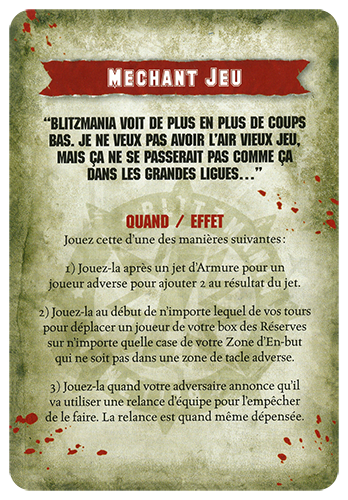 MECHANT JEU
“BLITZMANIA VOIT DE PLUS EN PLUS DE COUPS
BAS. JE NE VEUX PAS AVOIR L’AIR VIEUX JEU,
MAIS ÇA NE SE PASSERAIT PAS COMME ÇA
DANS LES GRANDES LIGUES…”
QUAND / EFFET
Jouez cette d’une des manières suivantes :
1) Jouez-la après un jet d’Armure pour un
joueur adverse pour ajouter 2 au résultat du jet.
2) Jouez-la au début de n’importe lequel de vos tours
pour déplacer un joueur de votre box des Réserves
sur n’importe quelle case de votre Zone d’En-but
qui ne soit pas dans une zone de tacle adverse.
3) Jouez-la quand votre adversaire annonce qu’il
va utiliser une relance d’équipe pour l’empêcher
de le faire. La relance est quand même dépensée.